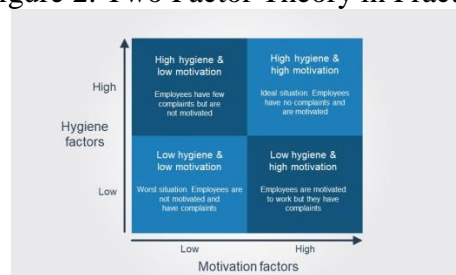 Figure 2. Two Factor Theory in Pract
High hygiene &
low motivation
Employees have few
complaints but are
not motivated
High hygiene &
high motivation
Ideal situation. Employees
have no complaints and
are motivated
High
Hygiene
factors
Low
Low hygiene &
low motivation
Worst situation. Employees are
not motivated and
have complaints
Low hygiene &
high motivation
Employees are motivated
to work but they have
complaints
Low
High
Motivation factors